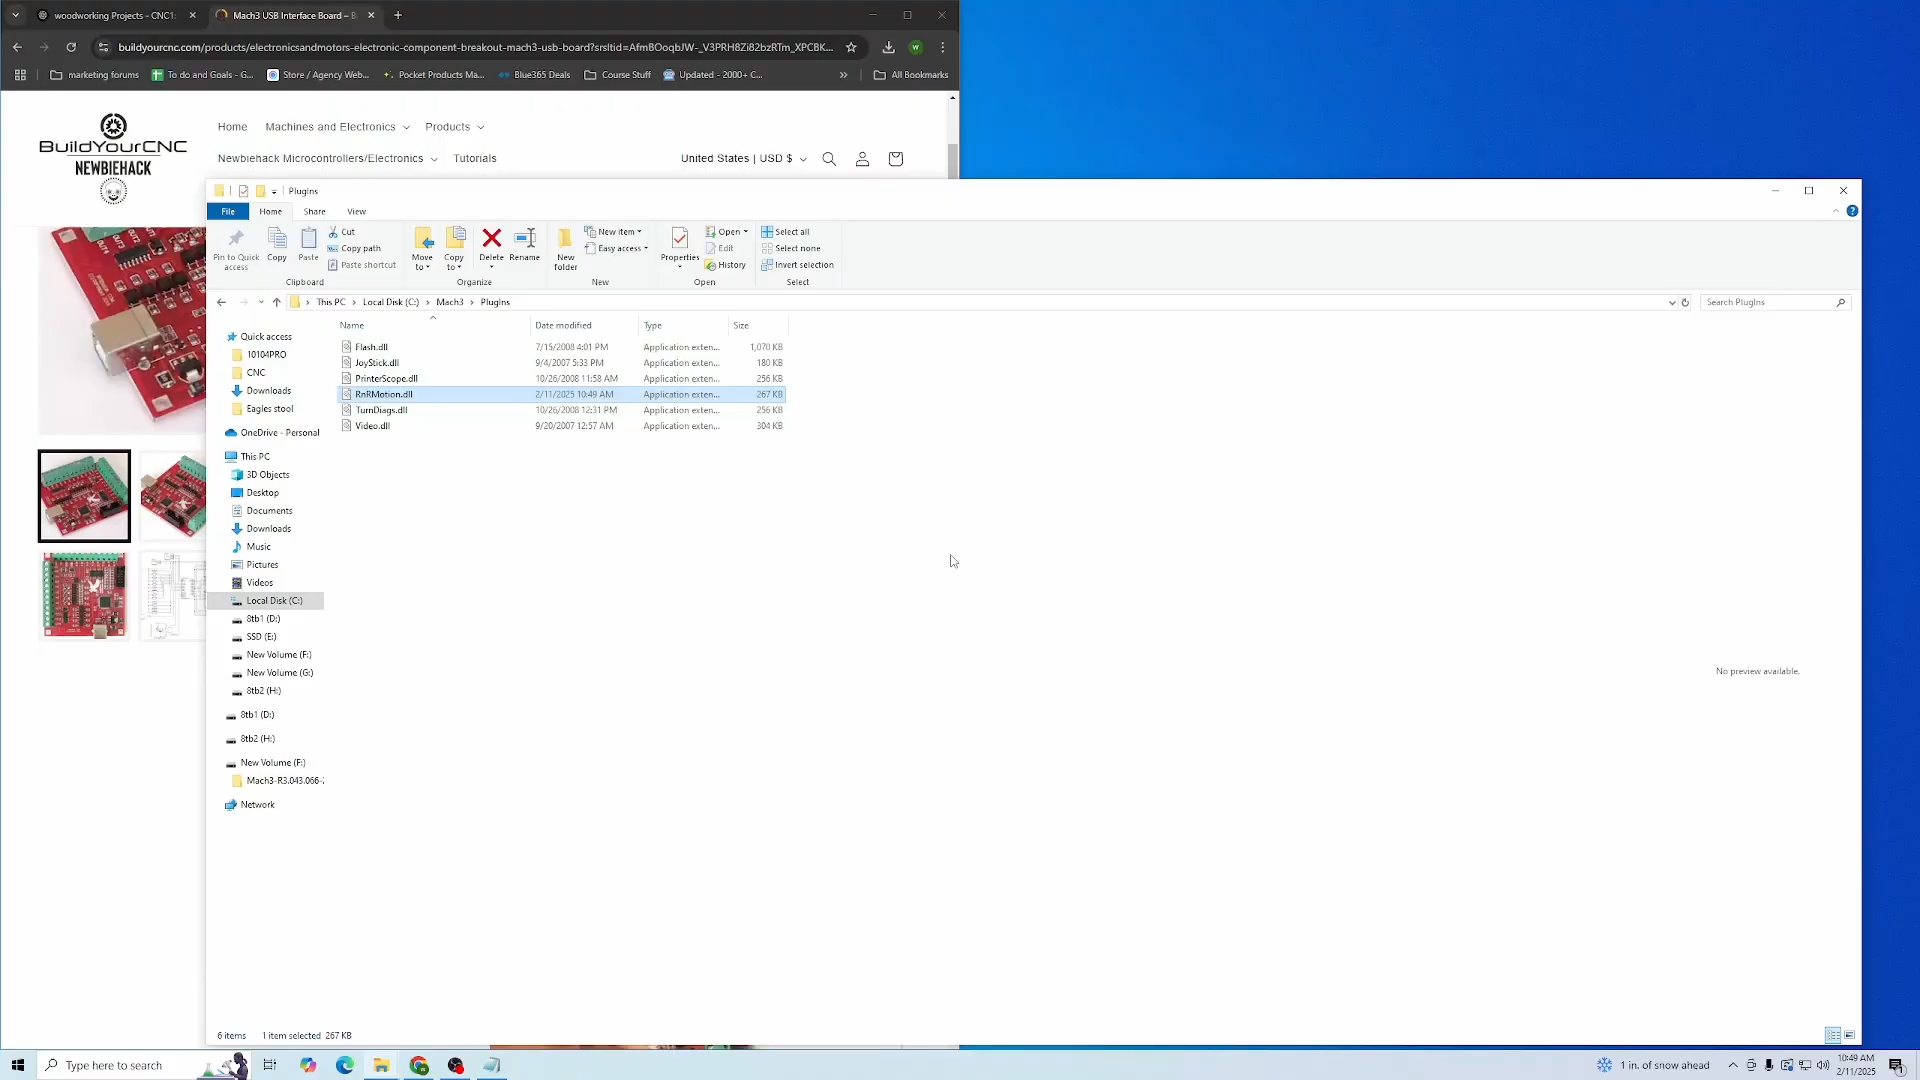 woodworking Projects - CNC1:
Mach3 USB Interface Board – B
buildyourcnc.com/products/electronicsandmotors-electronic-component-breakout-mach3-usb-board?srsltid=AfmBOoqbJW-_V3PRH8Zi82bzRTm_XPCBK...
marketing forums
To do and Goals - G...
Store / Agency Web...
Pocket Products Ma...
Blue365 Deals
Course Stuff
Updated - 2000+ C...
»
All Bookmarks
BuildYourCNC
NEWBIEHACK
Home
Machines and Electronics
Products
Newbiehack Microcontrollers/Electronics
Tutorials
United States | USD $
PlugIns
File
Home
Share
View
Pin to Quick access
Copy
Paste
Cut
Copy path
Paste shortcut
Clipboard
Move to
Copy to
Delete
Rename
Organize
New folder
New item
Easy access
New
Properties
Open
Edit
History
Open
Select all
Select none
Invert selection
Select
This PC
Local Disk (C:)
Mach3
PlugIns
Search PlugIns
Name
Date modified
Type
Size
Flash.dll 7/15/2008 4:01 PM Application exten... 1,070 KB
JoyStick.dll 9/4/2007 5:33 PM Application exten... 180 KB
PrinterScope.dll 10/26/2008 11:58 AM Application exten... 256 KB
RnRMotion.dll 2/11/2025 10:49 AM Application exten... 267 KB
TurnDiags.dll 10/26/2008 12:31 PM Application exten... 256 KB
Video.dll 9/20/2007 12:57 AM Application exten... 304 KB
Quick access
10104PRO
CNC
Downloads
Eagles stool
OneDrive - Personal
This PC
3D Objects
Desktop
Documents
Downloads
Music
Pictures
Videos
Local Disk (C:)
8tb1 (D:)
SSD (E:)
New Volume (F:)
New Volume (G:)
8tb2 (H:)
8tb1 (D:)
8tb2 (H:)
New Volume (F:)
Mach3-R3.043.066-
Network
No preview available.
6 items
1 item selected 267 KB
Type here to search
1 in. of snow ahead
10:49 AM
2/11/2025